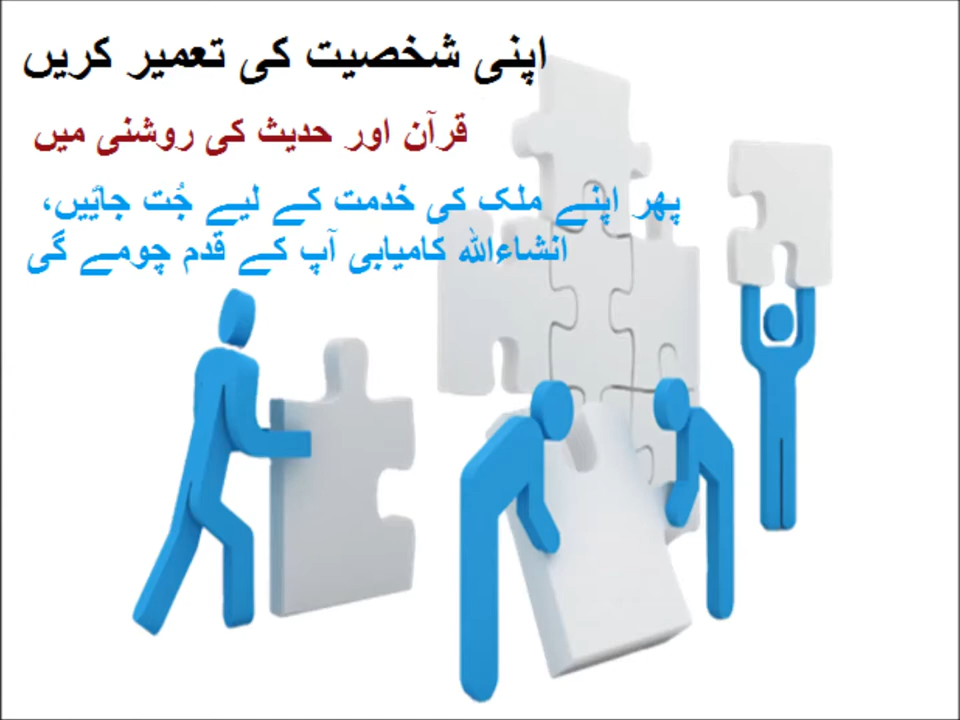 اپنی شخصیت کی تعمیر کریں
قرآن اور حدیث کی روشنی میں
پھر اپنے ملک کی خدمت کے لیے جُت جائیں،
انشاءاللہ کامیابی آپ کے قدم چومے گی